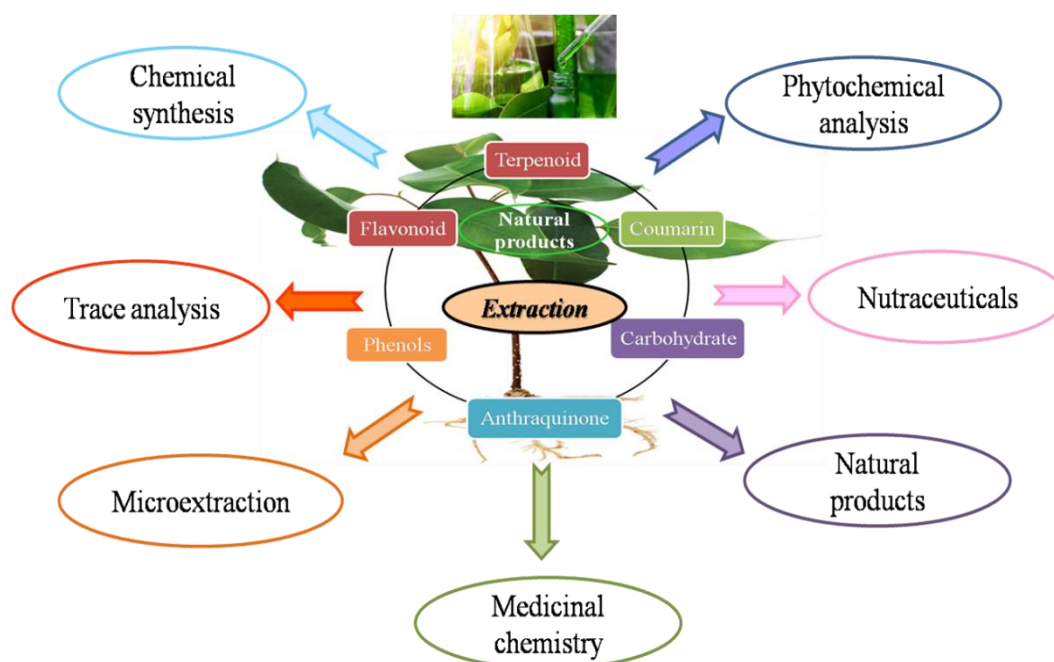 Chemical
synthesis
Phytochemical
analysis
Terpenoid
Flavonoid
Natural
products
Coumarin
Trace analysis
Extraction
Nutraceuticals
Phenols
Carbohydrate
Anthraquinone
Microextraction
Natural
products
Medicinal
chemistry